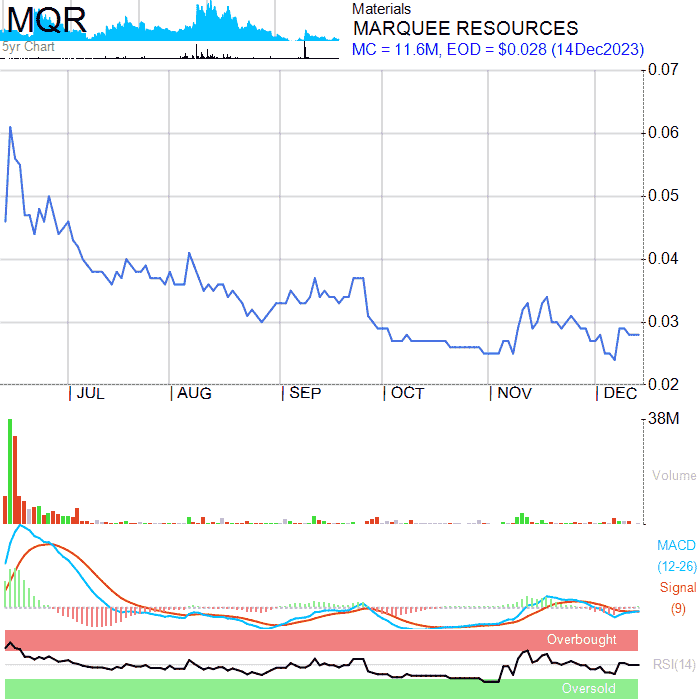 MQR
5yr Chart
Materials
MARQUEE RESOURCES
MC = 11.6M, EOD = $0.028 (14Dec2023)
0.07
0.06
0.05
0.04
0.03
0.02
JUL AUG SEP OCT NOV DEC
38M
Volume
MACD
(12-26)
Signal
(9)
Overbought
RSI(14)
Oversold